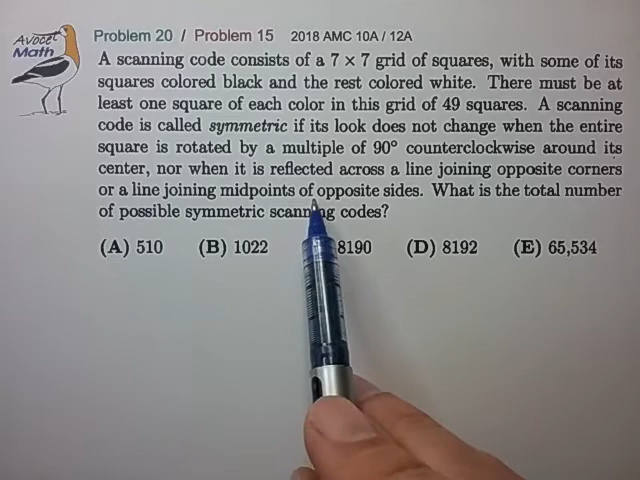 Avocet
Math
Problem 20 / Problem 15 2018 AMC 10A / 12A
A scanning code consists of a 7 × 7 grid of squares, with some of its
squares colored black and the rest colored white. There must be at
least one square of each color in this grid of 49 squares. A scanning
code is called symmetric if its look does not change when the entire
square is rotated by a multiple of 90° counterclockwise around its
center, nor when it is reflected across a line joining opposite corners
or a line joining midpoints of opposite sides. What is the total number
of possible symmetric scanning codes?
(A) 510 (B) 1022 8190 (D) 8192 (E) 65,534